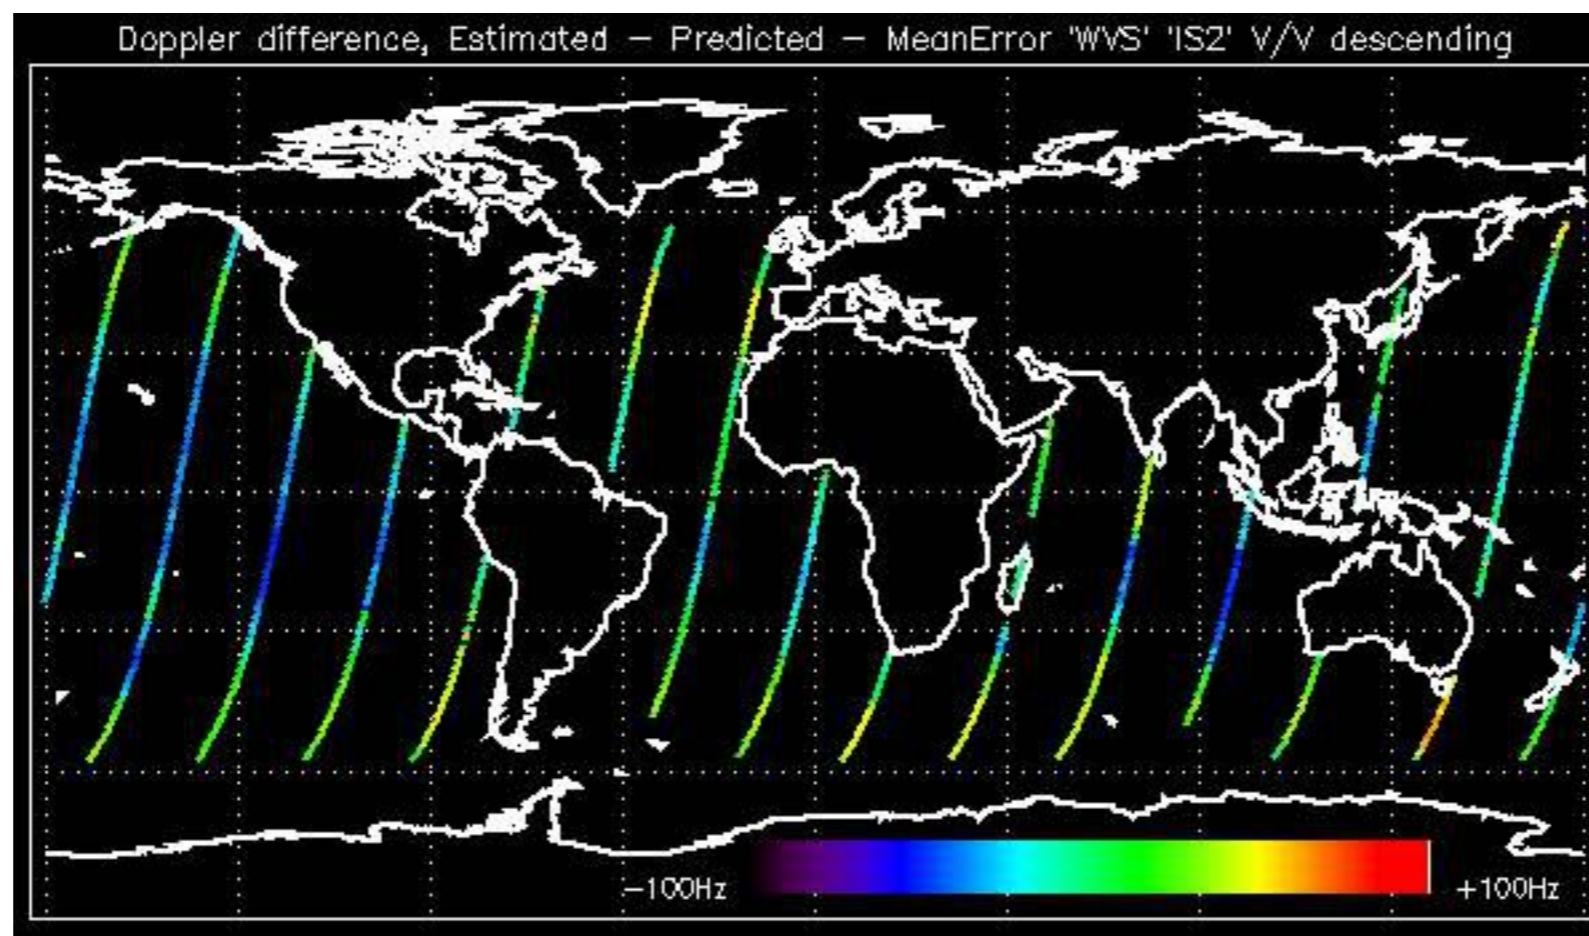 Doppler difference, Estimated – Predicted – MeanError 'WVS' 'IS2' V/V descending
-100Hz +100Hz